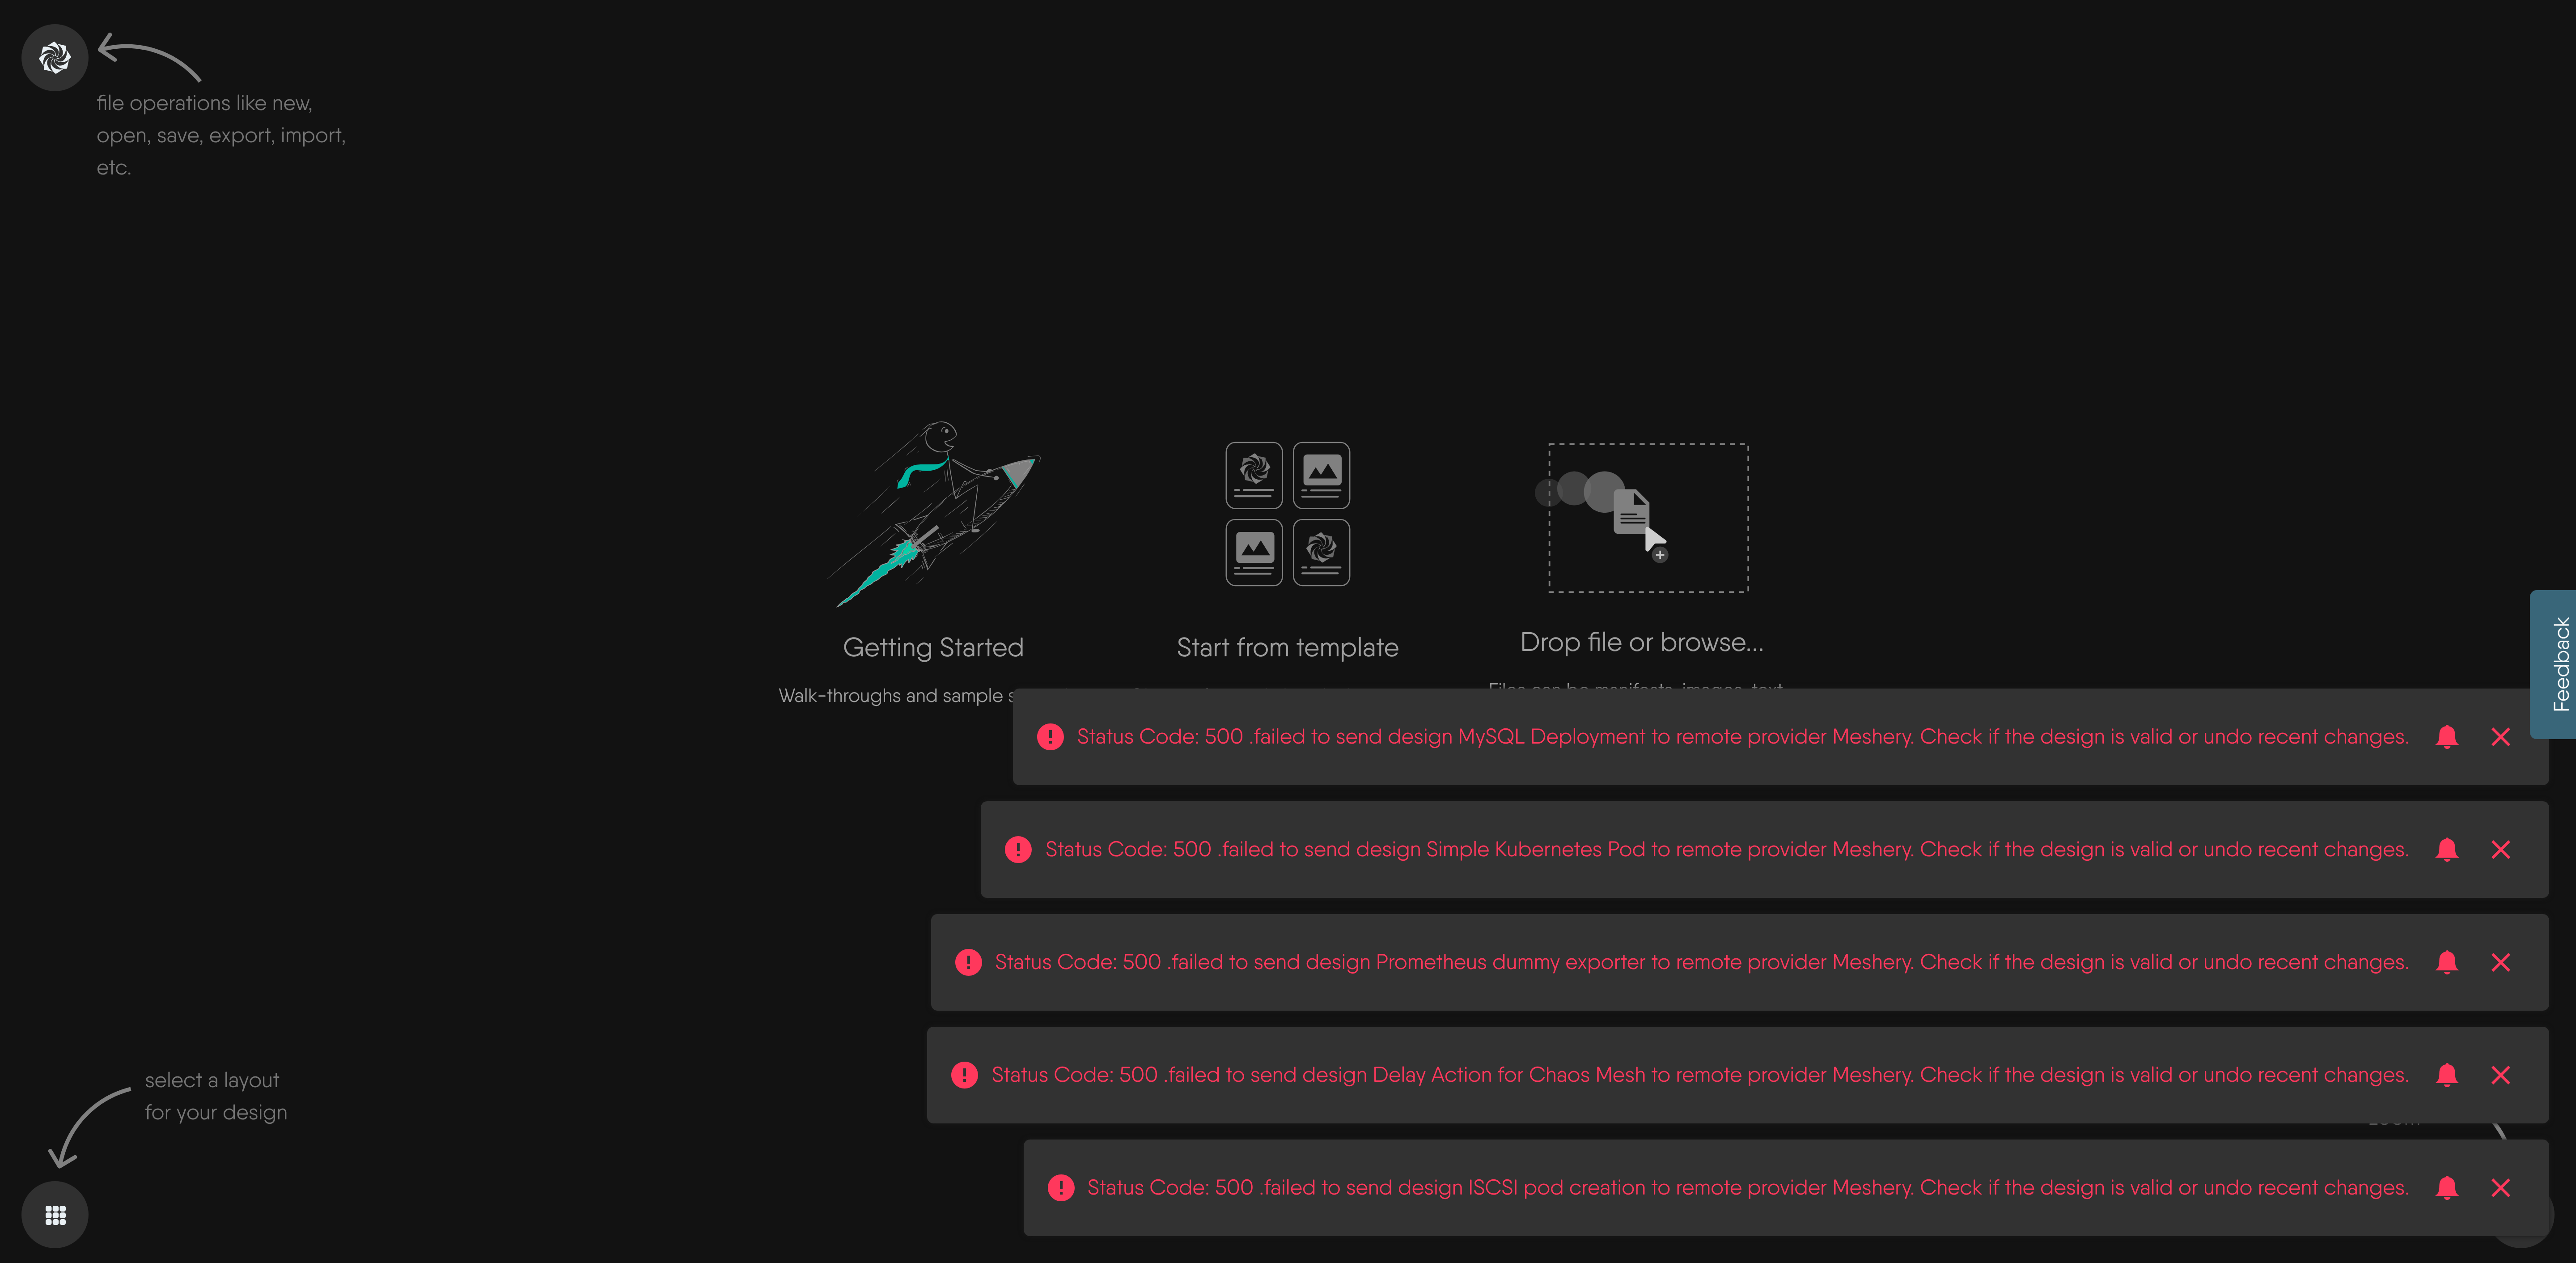 file operations like new,
open, save, export, import,
etc.
Getting Started
Start from template
Drop file or browse...
Walk-throughs and sample
Files can be manifests, images, text
Feedback
Status Code: 500 .failed to send design MySQL Deployment to remote provider Meshery. Check if the design is valid or undo recent changes.
Status Code: 500 .failed to send design Simple Kubernetes Pod to remote provider Meshery. Check if the design is valid or undo recent changes.
Status Code: 500 .failed to send design Prometheus dummy exporter to remote provider Meshery. Check if the design is valid or undo recent changes.
Status Code: 500 .failed to send design Delay Action for Chaos Mesh to remote provider Meshery. Check if the design is valid or undo recent changes.
Status Code: 500 .failed to send design ISCSI pod creation to remote provider Meshery. Check if the design is valid or undo recent changes.
select a layout
for your design